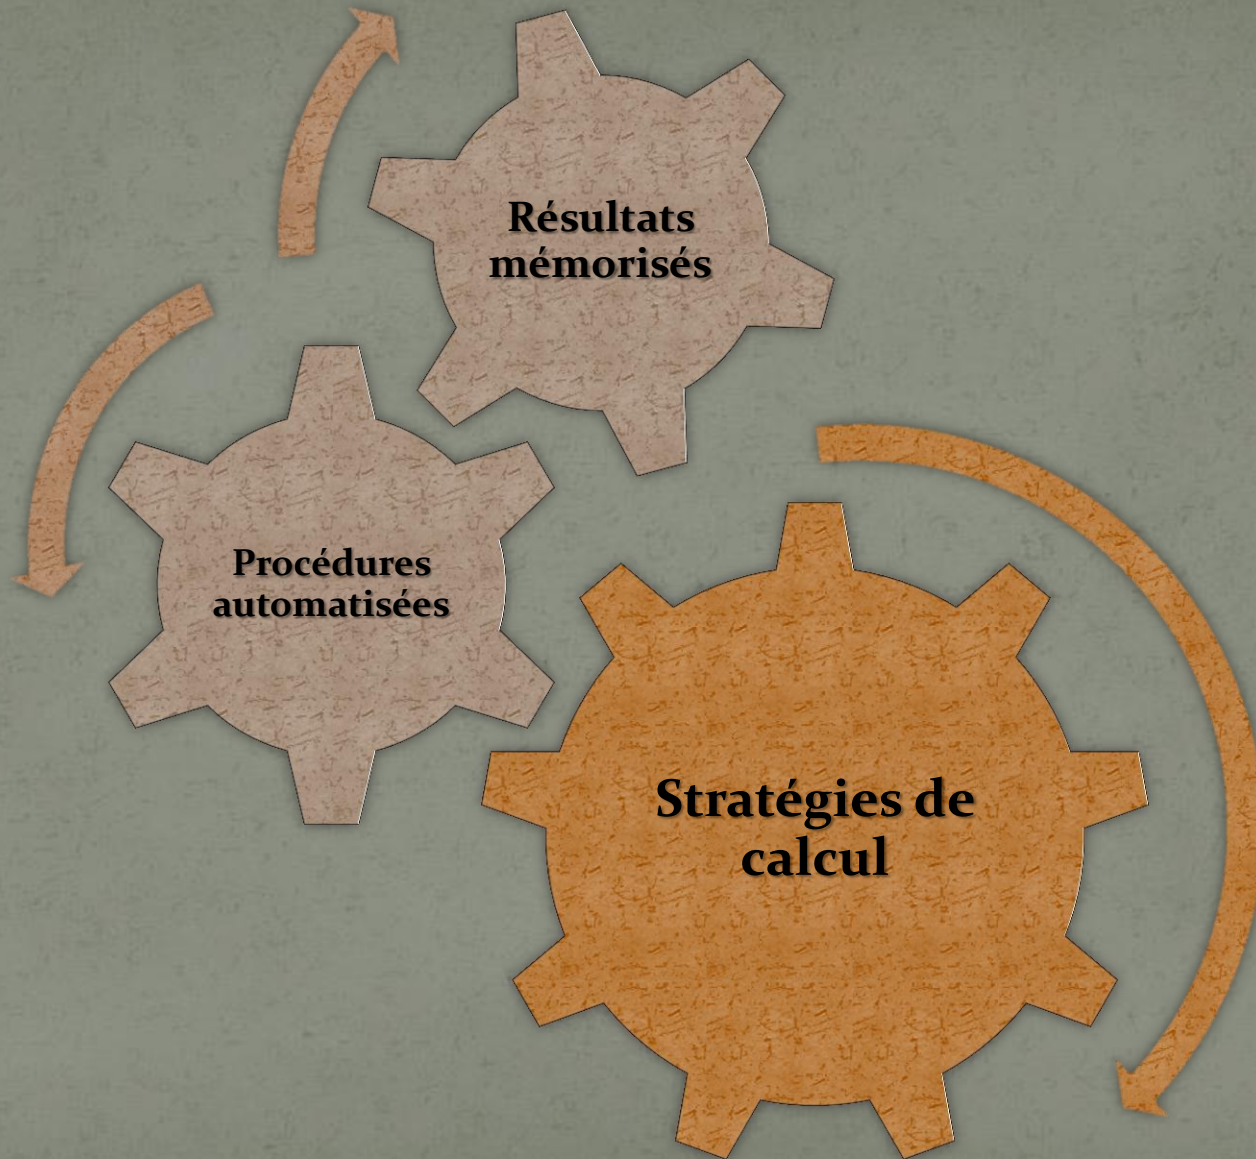 Résultats
mémorisés
Procédures
automatisées
Stratégies de
calcul